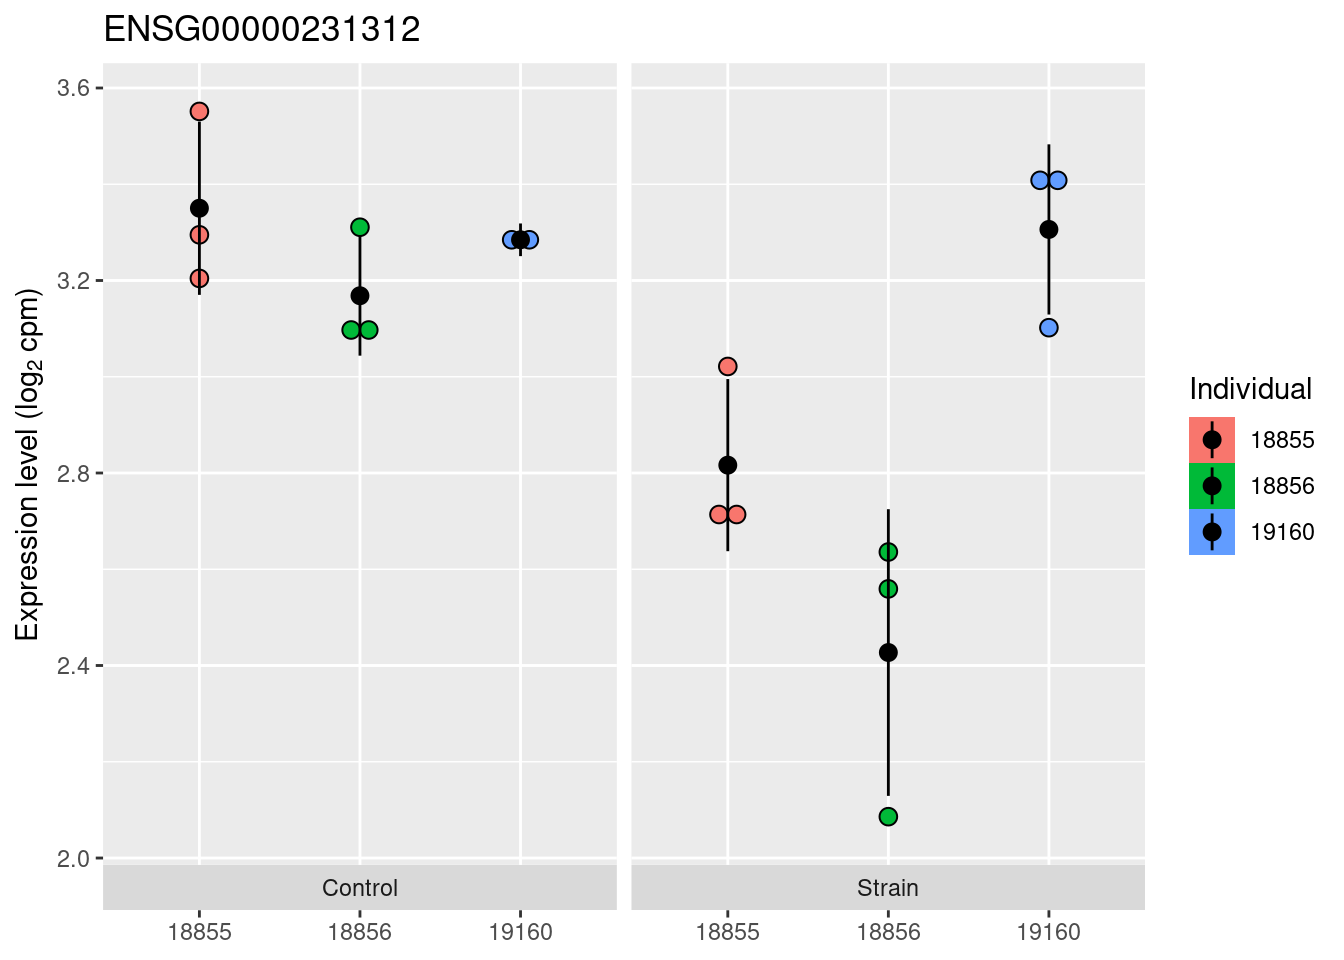 ENSG00000231312
Expression level (log₂ cpm)
3.6
3.2
2.8
2.4
2.0
Control
Strain
18855
18856
19160
18855
18856
19160
Individual
18855
18856
19160